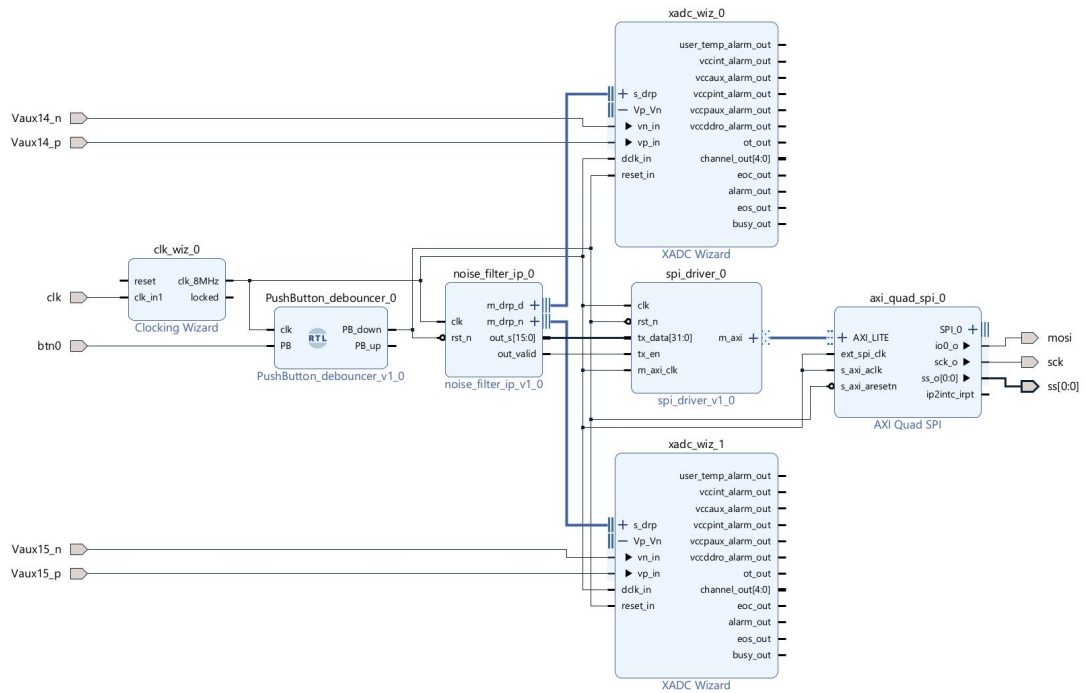 xadc_wiz_0
user_temp_alarm_out
vccint_alarm_out
vccaux_alarm_out
s_drp vccpint_alarm_out
Vp_Vn vccpaux_alarm_out
Vaux14_n
vn_in vccddro_alarm_out
Vaux14_p
vp_in ot_out
dclk_in channel_out[4:0]
reset_in eoc_out
alarm_out
eos_out
busy_out
XADC Wizard
clk_wiz_0
reset clk_8MHz
clk
clk_in1 locked
Clocking Wizard
PushButton_debouncer_0
clk PB_down
btn0
PB PB_up
RTL
PushButton_debouncer_v1_0
noise_filter_ip_0
m_drp_d
m_drp_n
clk
out_s[15:0]
rst_n
out_valid
noise_filter_ip_v1_0
spi_driver_0
clk
rst_n
tx_data[31:0] m_axi
tx_en
m_axi_clk
spi_driver_v1_0
axi_quad_spi_0
SPI_0
AXI_LITE
io0_o
mosi
ext_spi_clk
sck_o
sck
s_axi_aclk
ss_o[0:0]
ss[0:0]
s_axi_aresetn
ip2intc_irpt
AXI Quad SPI
xadc_wiz_1
user_temp_alarm_out
vccint_alarm_out
vccaux_alarm_out
s_drp vccpint_alarm_out
Vp_Vn vccpaux_alarm_out
Vaux15_n
vn_in vccddro_alarm_out
Vaux15_p
vp_in ot_out
dclk_in channel_out[4:0]
reset_in eoc_out
alarm_out
eos_out
busy_out
XADC Wizard